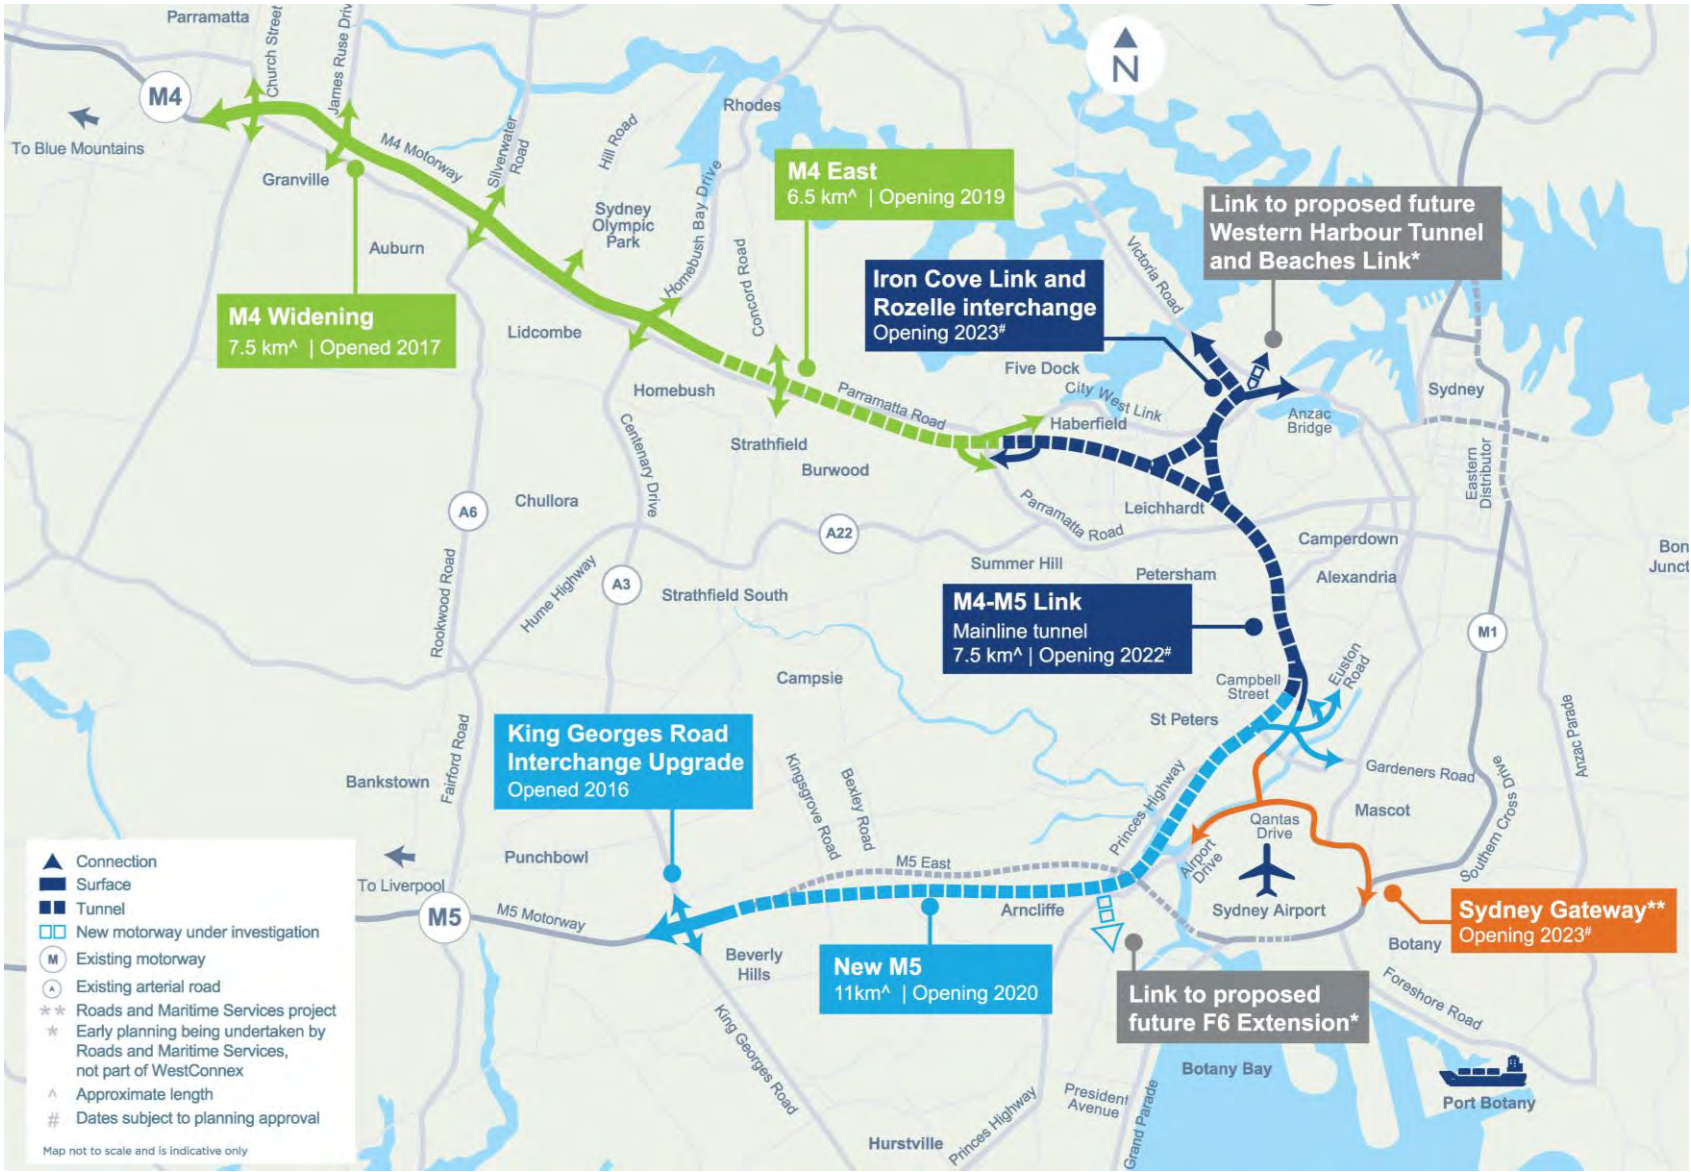 Parramatta
Church Street
James Ruse Driv
M4
To Blue Mountains
Granville
M4 Motorway
Silverwater
Road
Hill Road
Rhodes
Sydney
Olympic
Park
Homebush Bay Drive
Auburn
Concord Road
M4 East
6.5 km^ | Opening 2019
N
Victoria Road
Link to proposed future
Western Harbour Tunnel
and Beaches Link*
Iron Cove Link and
Rozelle interchange
Opening 2023#
M4 Widening
7.5 km^ | Opened 2017
Lidcombe
Homebush
Five Dock
City West Link
Parramatta Road
Haberfield
Anzac
Bridge
Sydney
Strathfield
Burwood
Centenary Drive
Eastern
Distributor
Chullora
A6
A22
Parramatta Road
Leichhardt
Camperdown
Summer Hill
Petersham
Alexandria
Bon
Junct
Rookwood Road
Hume Highway
A3
Strathfield South
M4-M5 Link
Mainline tunnel
7.5 km^ | Opening 2022#
M1
Campsie
Campbell
Street
Euston
Road
St Peters
King Georges Road
Interchange Upgrade
Opened 2016
Fairford Road
Bankstown
Kingsgrove Road
Bexley Road
Princes Highway
Gardeners Road
Mascot
Anzac Parade
Southern Cross Drive
Qantas
Drive
Airport
Drive
Punchbowl
M5 East
To Liverpool
M5
M5 Motorway
Arncliffe
Sydney Airport
Sydney Gateway**
Opening 2023#
Botany
Beverly
Hills
New M5
11km^ | Opening 2020
Link to proposed
future F6 Extension*
Foreshore Road
King Georges Road
Botany Bay
President
Avenue
Grand Parade
Princes Highway
Hurstville
Port Botany
Connection
Surface
Tunnel
New motorway under investigation
M Existing motorway
A Existing arterial road
** Roads and Maritime Services project
* Early planning being undertaken by
Roads and Maritime Services,
not part of WestConnex
^ Approximate length
# Dates subject to planning approval
Map not to scale and is indicative only